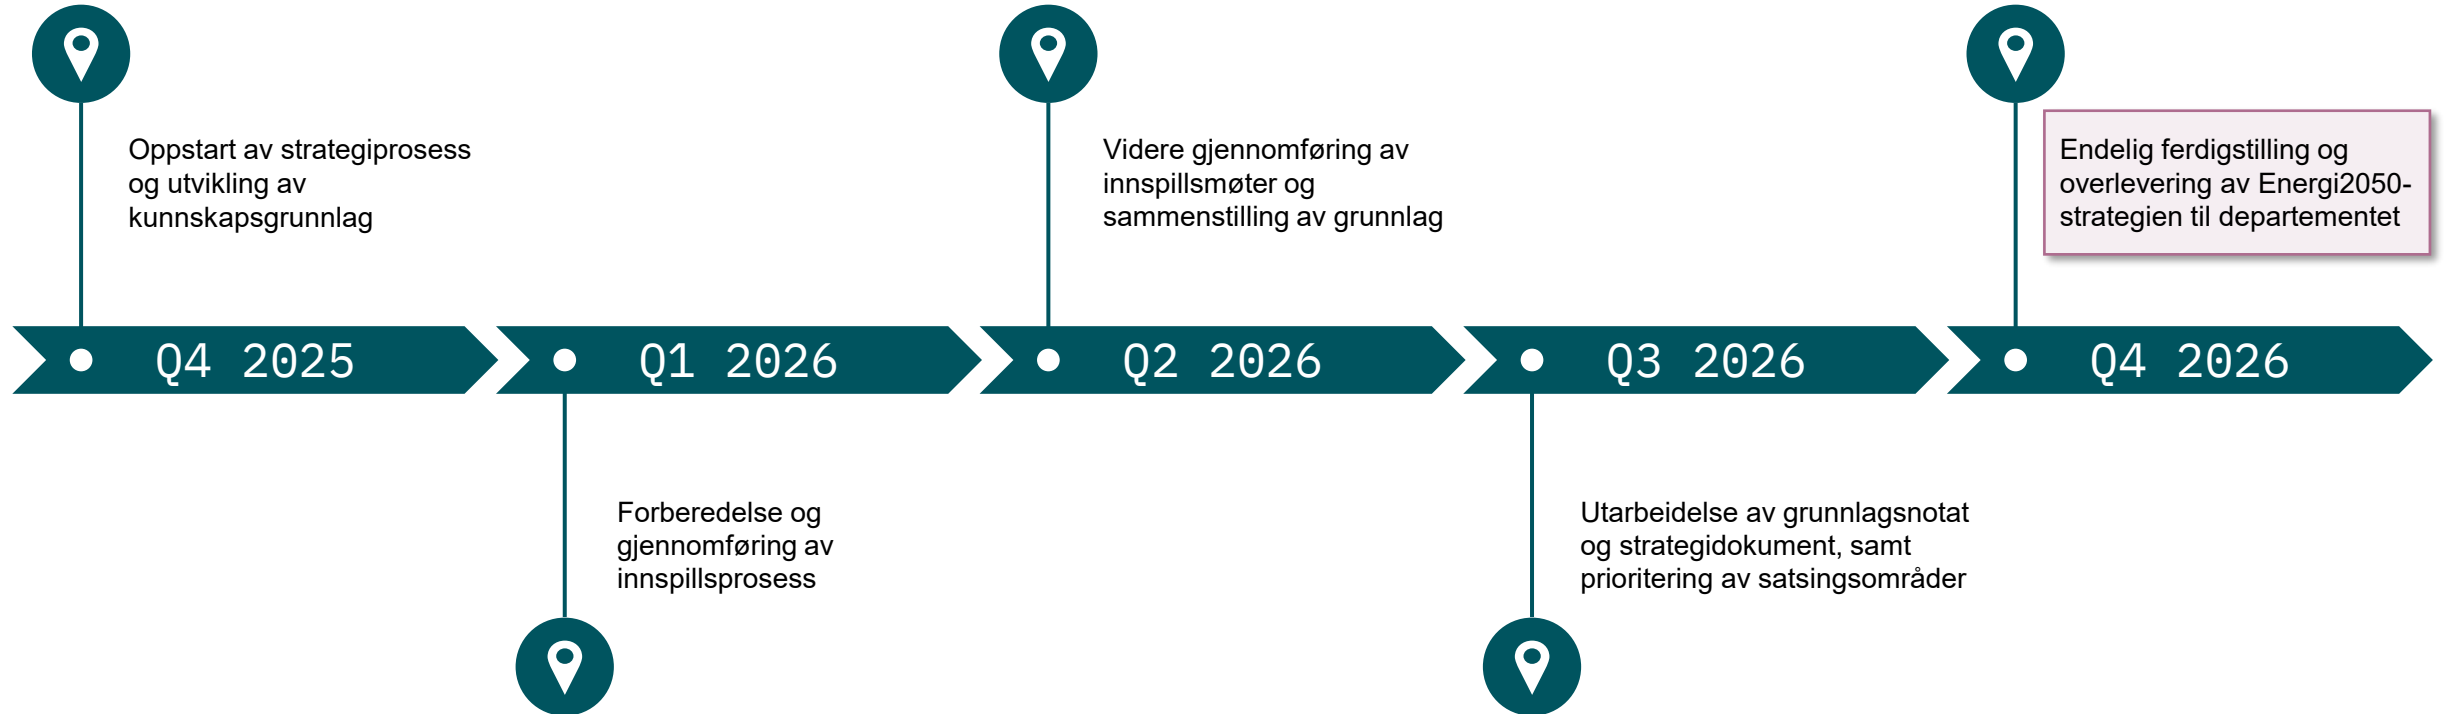 Oppstart av strategiprosess
og utvikling av
kunnskapsgrunnlag
Videre gjennomføring av
innspillsmøter og
sammenstilling av grunnlag
Endelig ferdigstilling og
overlevering av Energi2050-
strategien til departementet
Q4 2025
Q1 2026
Q2 2026
Q3 2026
Q4 2026
Forberedelse og
gjennomføring av
innspillsprosess
Utarbeidelse av grunnlagsnotat
og strategidokument, samt
prioritering av satsingsområder